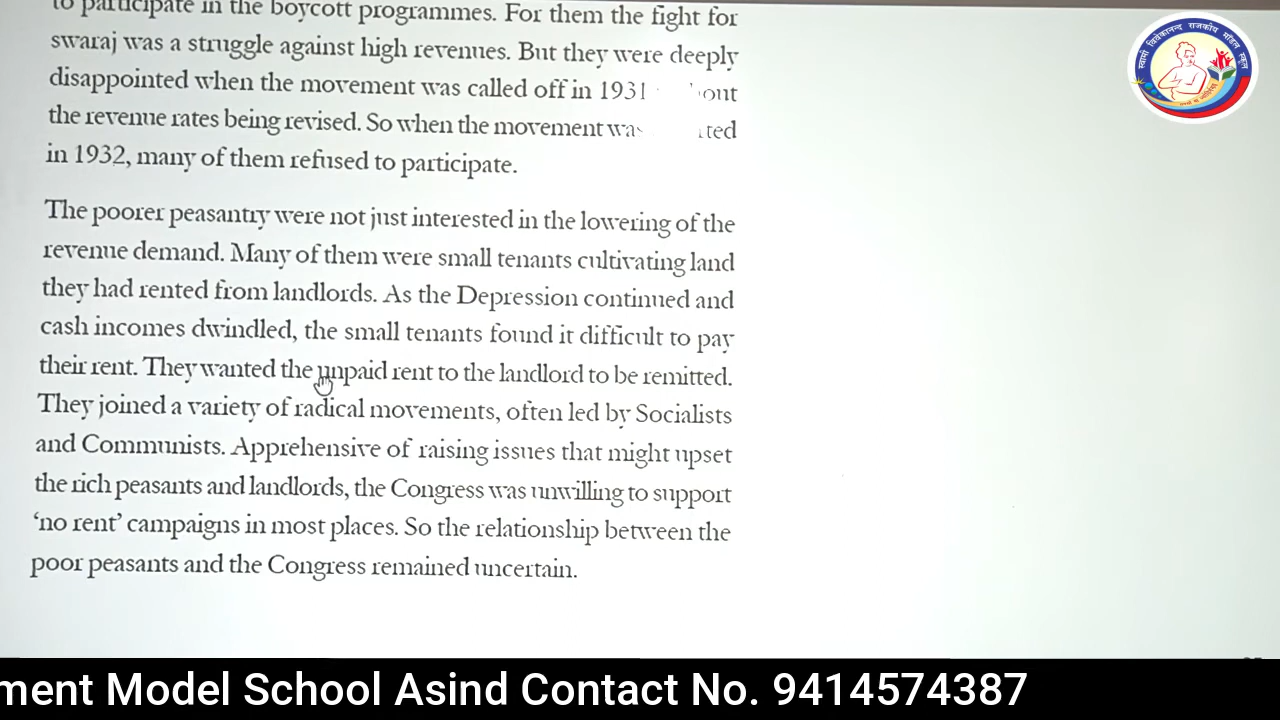 to participate in the boycott programmes. For them the fight for
swaraj was a struggle against high revenues. But they were deeply
disappointed when the movement was called off in 1931
the revenue rates being revised. So when the movement was
in 1932, many of them refused to participate.
The poorer peasantry were not just interested in the lowering of the
revenue demand. Many of them were small tenants cultivating land
they had rented from landlords. As the Depression continued and
cash incomes dwindled, the small tenants found it difficult to pay
their rent. They wanted the unpaid rent to the landlord to be remitted.
They joined a variety of radical movements, often led by Socialists
and Communists. Apprehensive of raising issues that might upset
the rich peasants and landlords, the Congress was unwilling to support
‘no rent’ campaigns in most places. So the relationship between the
poor peasants and the Congress remained uncertain.
स्वामी विवेकानन्द राजकीय मॉडल स्कूल
ment Model School Asind Contact No. 9414574387